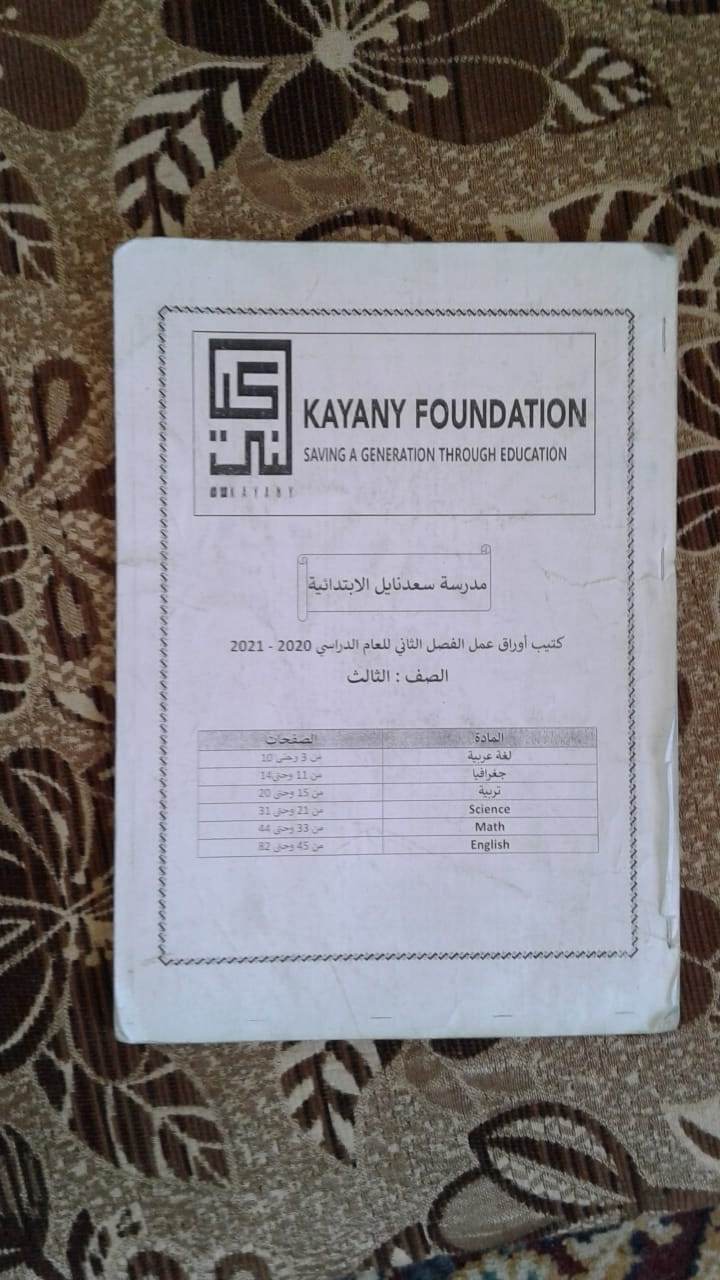 كياني
KAYANY
KAYANY FOUNDATION
SAVING A GENERATION THROUGH EDUCATION
مدرسة سعدنايل الابتدائية
كتيب أوراق عمل الفصل الثاني للعام الدراسي 2020 - 2021
الصف : الثالث
المادة الصفحات
لغة عربية من 3 وحتى 10
جغرافيا من 11 وحتى 14
تربية من 15 وحتى 20
Science من 21 وحتى 31
Math من 33 وحتى 44
English من 45 وحتى 82